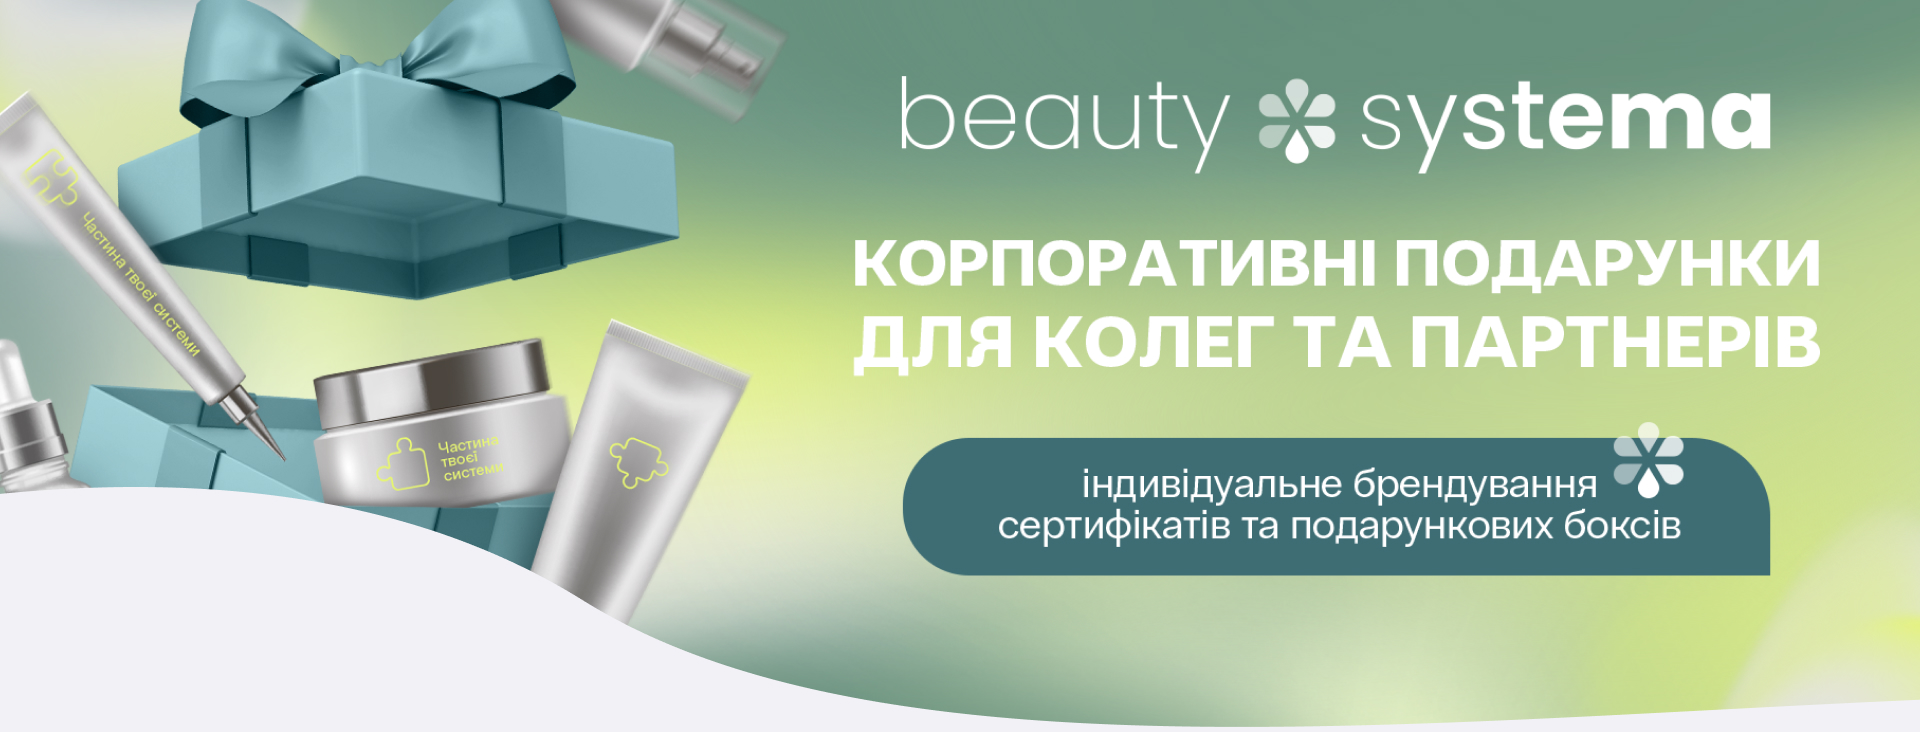 beauty systema
КОРПОРАТИВНІ ПОДАРУНКИ
ДЛЯ КОЛЕГ ТА ПАРТНЕРІВ
індивідуальне брендування
сертифікатів та подарункових боксів
Частина твоєї системи
Частина
твоєї
системи